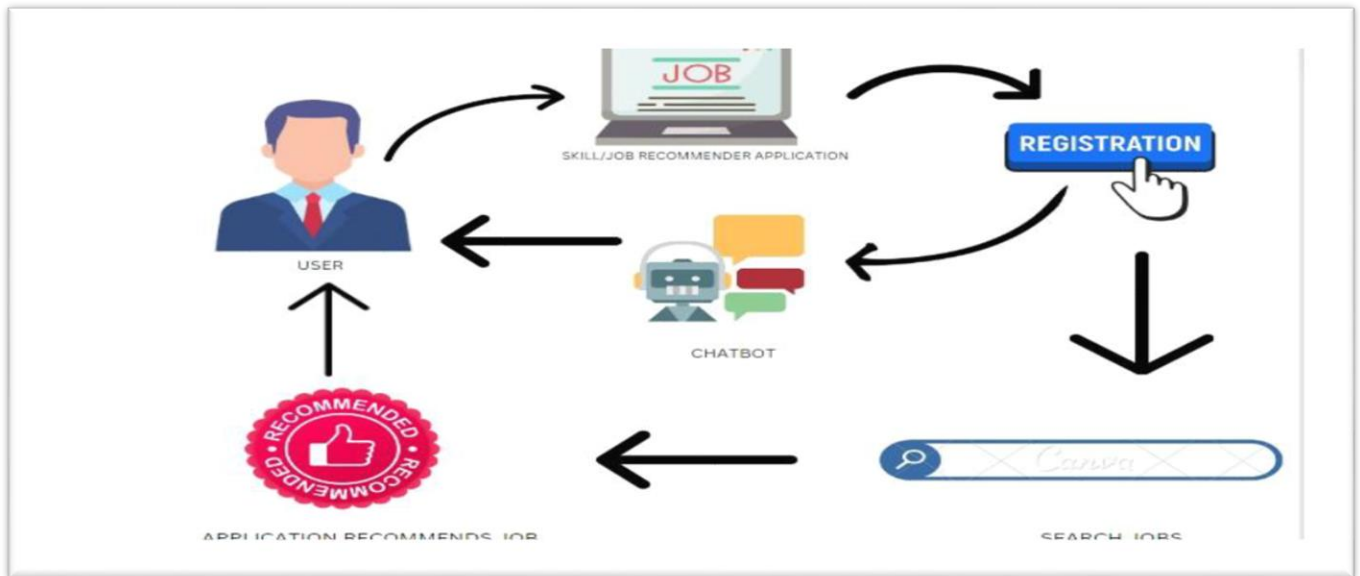 JOB
SKILL/JOB RECOMMENDER APPLICATION
REGISTRATION
USER
CHATBOT
RECOMMENDED
RECOMMENDED
Canva
APPLICATION RECOMMENDS JOB
SEARCH JOBS